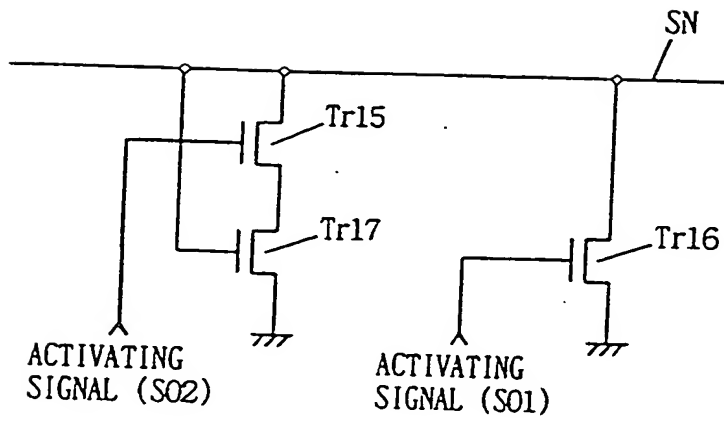 SN
Tr15
Tr17
Tr16
ACTIVATING
SIGNAL (SO2)
ACTIVATING
SIGNAL (SO1)